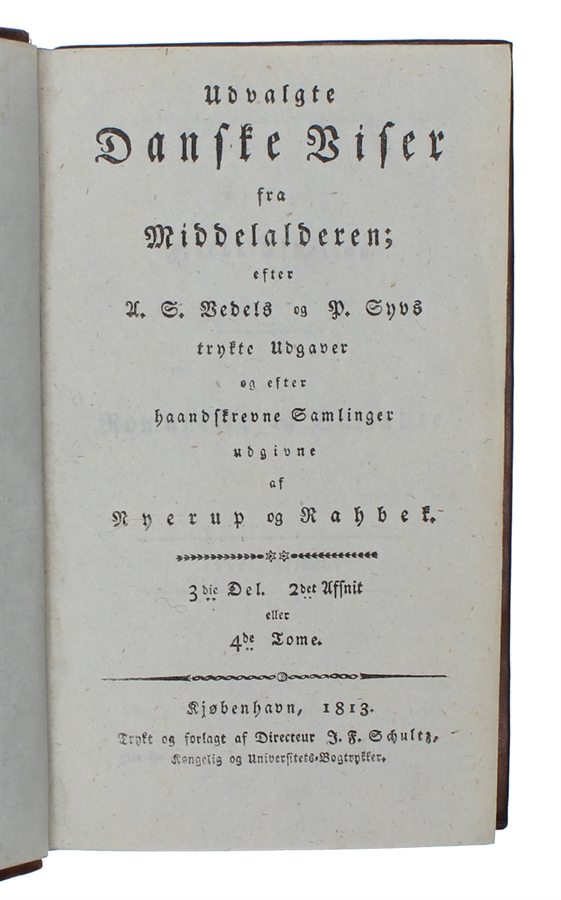 Udvalgte
Danske Viser
fra
Middelalderen;
efter
A. S. Vedels og P. Syvs
trykte Udgaver
og efter
haandskrevne Samlinger
udgivne
af
Nyerup og Rahbek.
3die Del. 2det Afsnit
eller
4de Tome.
Kjøbenhavn, 1813.
Trykt og forlagt af Directeur J. F. Schultz,
Kongelig og Universitets-Bogtrykker.